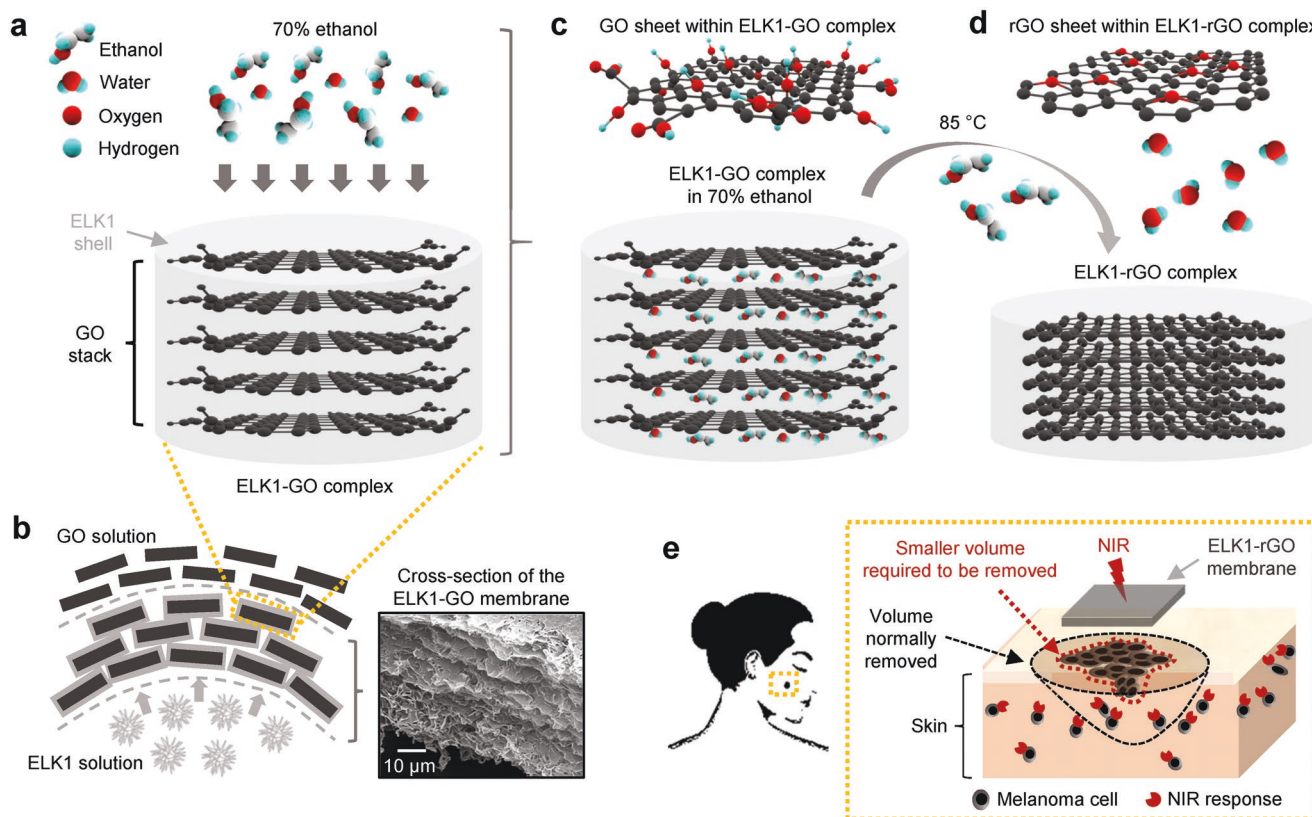 a
Ethanol
Water
Oxygen
Hydrogen
70% ethanol
ELK1
shell
GO
stack
ELK1-GO complex
b
GO solution
ELK1 solution
Cross-section of the
ELK1-GO membrane
10 µm
c
GO sheet within ELK1-GO complex
ELK1-GO complex
in 70% ethanol
85 °C
d
rGO sheet within ELK1-rGO complex
ELK1-rGO complex
e
Smaller volume
required to be removed
NIR
ELK1-rGO
membrane
Volume
normally
removed
Skin
Melanoma cell
NIR response